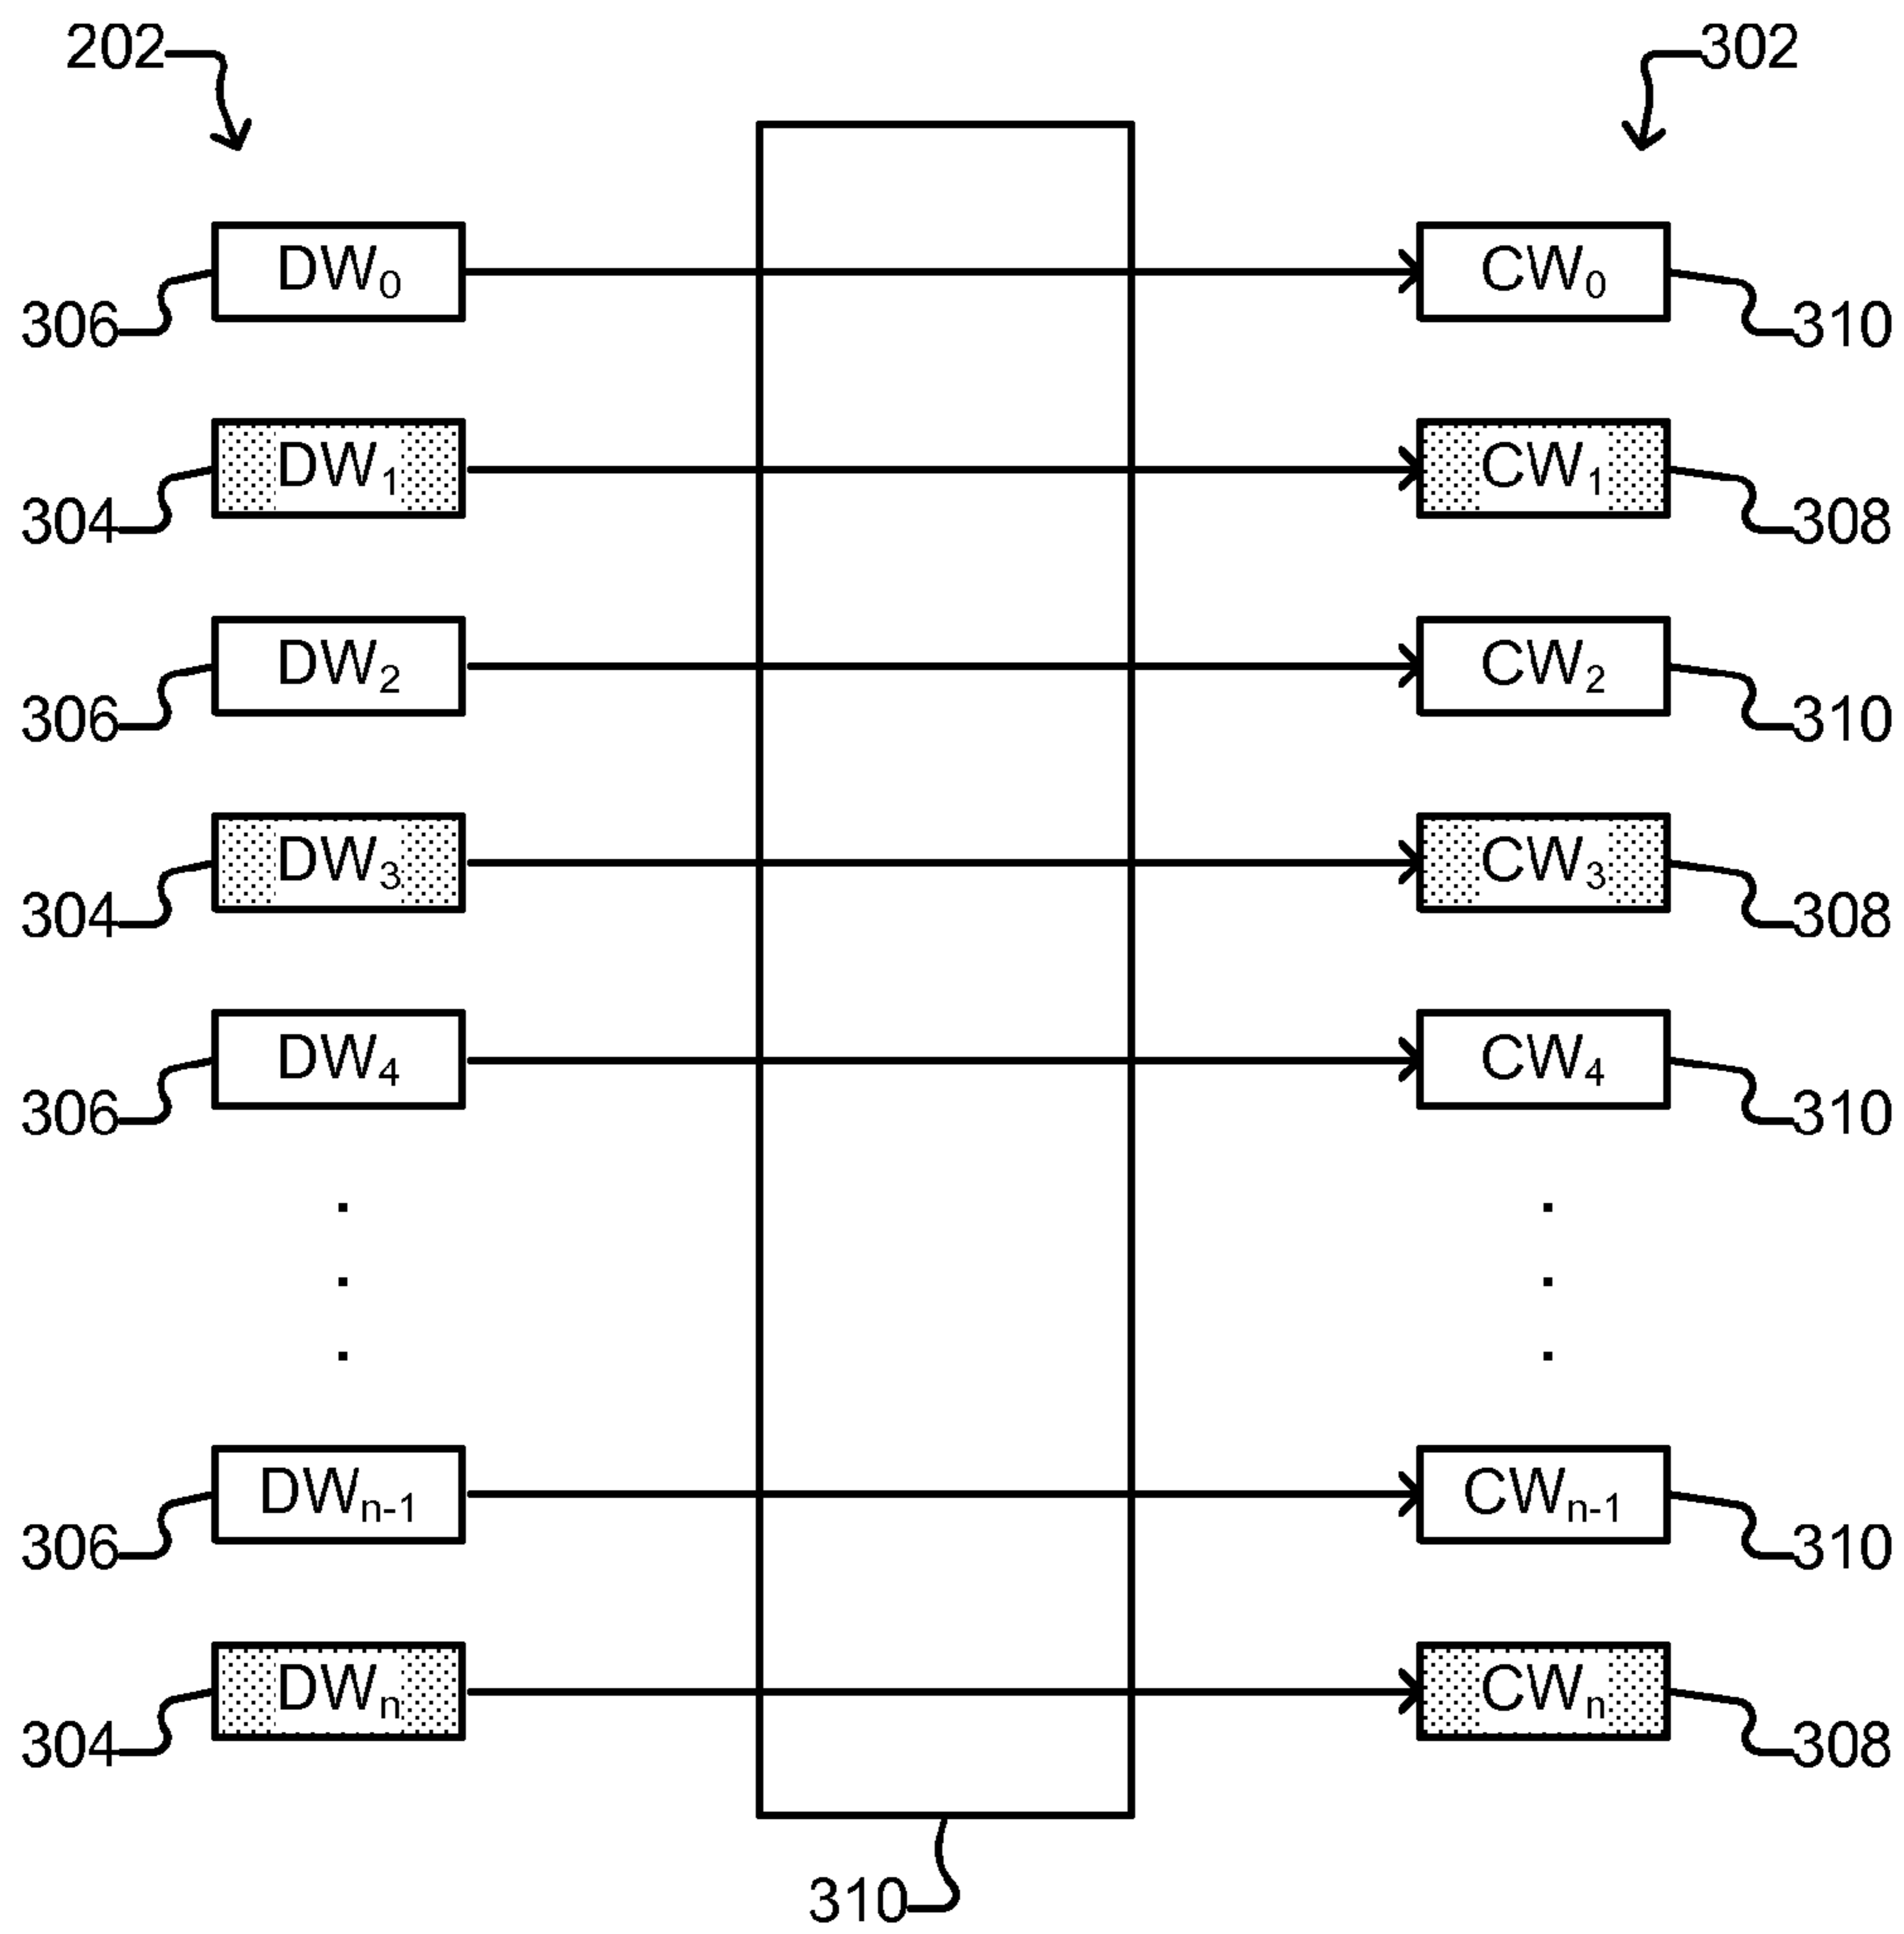 202 302
DW₀ CW₀
306 310
DW₁ CW₁
304 308
DW₂ CW₂
306 310
DW₃ CW₃
304 308
DW₄ CW₄
306 310
DWₙ₋₁ CWₙ₋₁
306 310
DWₙ CWₙ
304 308
310